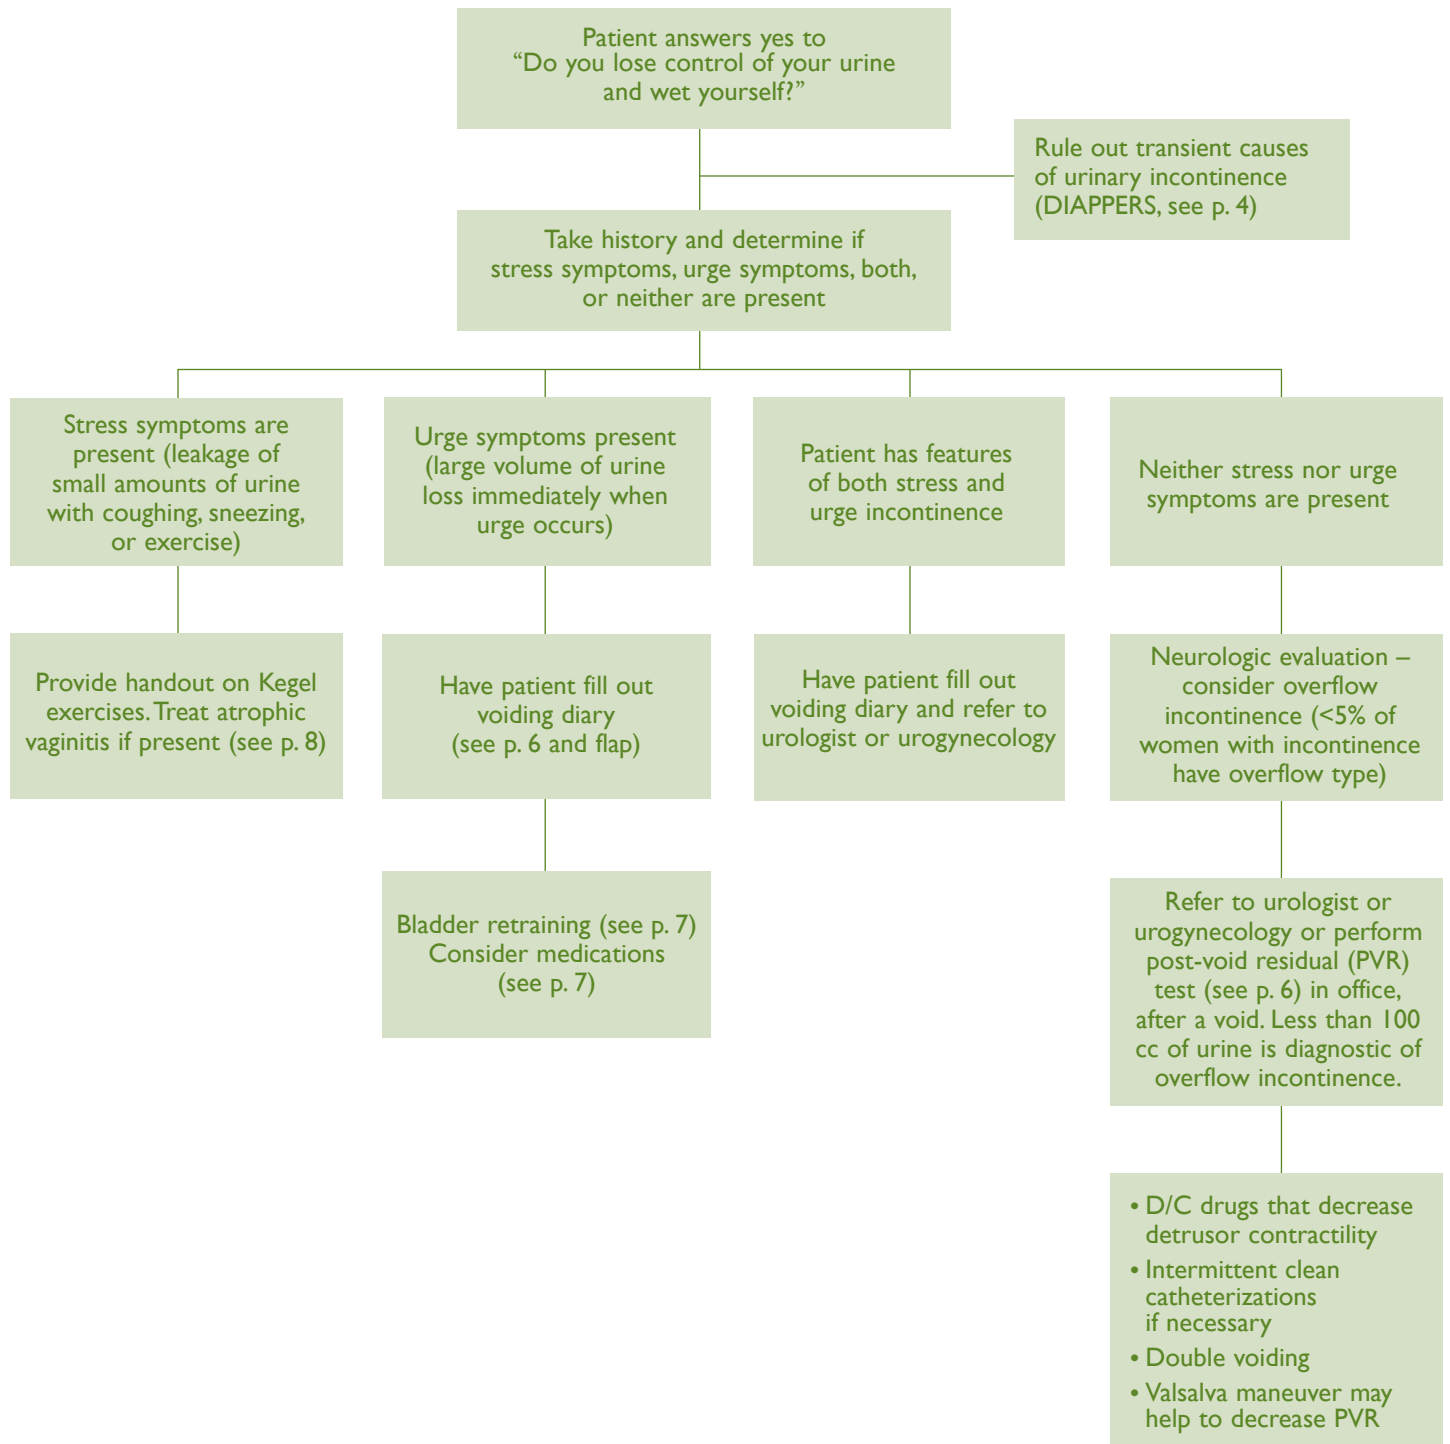 Patient answers yes to
“Do you lose control of your urine
and wet yourself?”
Rule out transient causes
of urinary incontinence
(DIAPPERS, see p. 4)
Take history and determine if
stress symptoms, urge symptoms, both,
or neither are present
Stress symptoms are
present (leakage of
small amounts of urine
with coughing, sneezing,
or exercise)
Urge symptoms present
(large volume of urine
loss immediately when
urge occurs)
Patient has features
of both stress and
urge incontinence
Neither stress nor urge
symptoms are present
Provide handout on Kegel
exercises. Treat atrophic
vaginitis if present (see p. 8)
Have patient fill out
voiding diary
(see p. 6 and flap)
Have patient fill out
voiding diary and refer to
urologist or urogynecology
Neurologic evaluation –
consider overflow
incontinence (<5% of
women with incontinence
have overflow type)
Bladder retraining (see p. 7)
Consider medications
(see p. 7)
Refer to urologist or
urogynecology or perform
post-void residual (PVR)
test (see p. 6) in office,
after a void. Less than 100
cc of urine is diagnostic of
overflow incontinence.
• D/C drugs that decrease
detrusor contractility
• Intermittent clean
catheterizations
if necessary
• Double voiding
• Valsalva maneuver may
help to decrease PVR